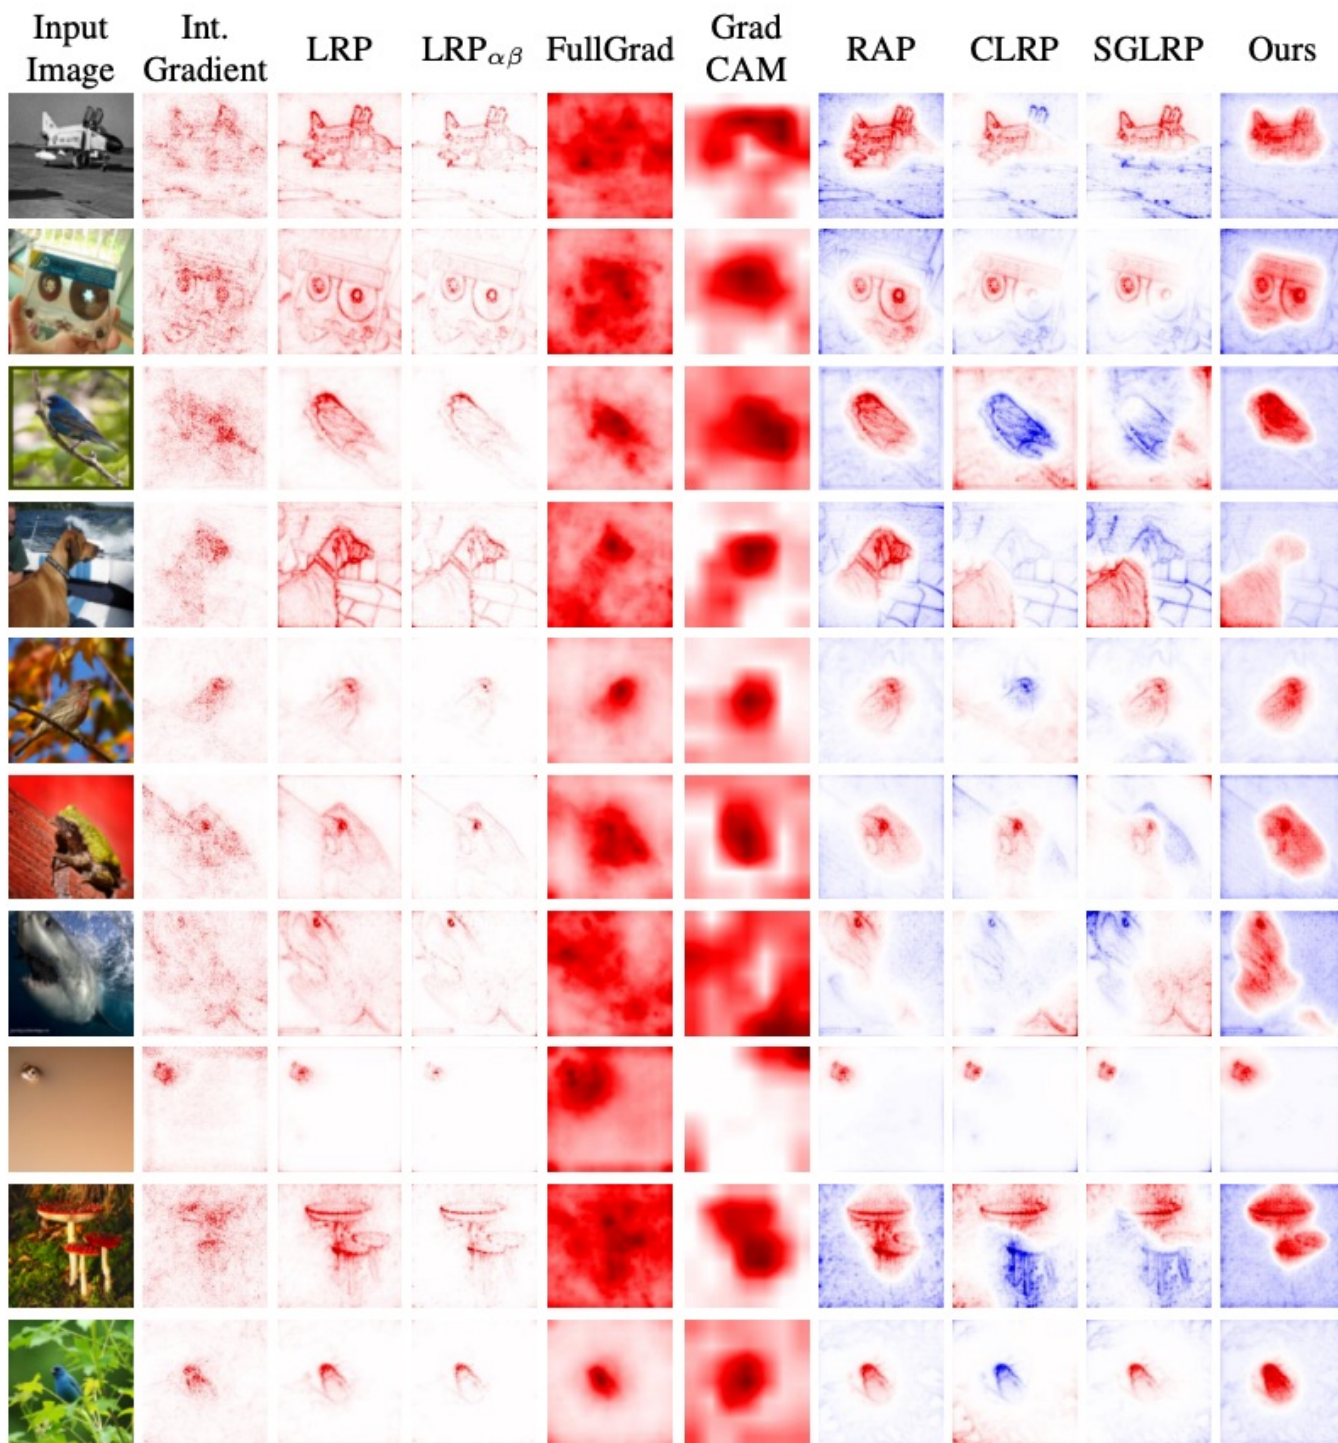 Input Image
Int. Gradient
LRP
LRPαβ
FullGrad
Grad CAM
RAP
CLRP
SGLRP
Ours